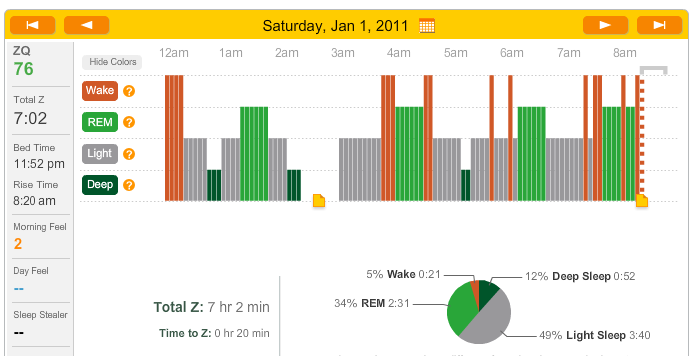 Saturday, Jan 1, 2011
ZQ
76
Total Z
7:02
Bed Time
11:52 pm
Rise Time
8:20 am
Morning Feel
2
Day Feel
--
Sleep Stealer
--
12am 1am 2am 3am 4am 5am 6am 7am 8am
Hide Colors
Wake ?
REM ?
Light ?
Deep ?
Total Z: 7 hr 2 min
Time to Z: 0 hr 20 min
5% Wake 0:21
12% Deep Sleep 0:52
34% REM 2:31
49% Light Sleep 3:40